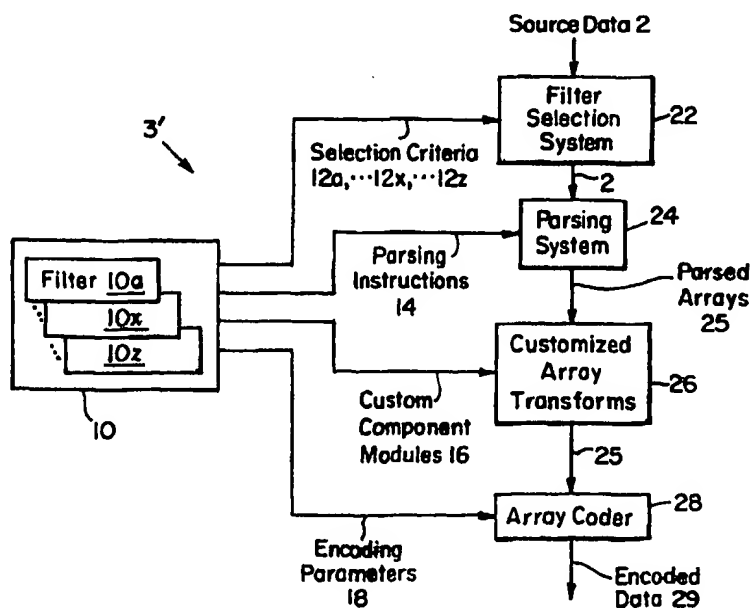 Source Data 2
3'
Filter
Selection
System
22
Selection Criteria
12a,···12x,···12z
2
Parsing
System
24
Filter 10a
10x
10z
10
Parsing
Instructions
14
Parsed
Arrays
25
Customized
Array
Transforms
26
Custom
Component
Modules 16
25
Array Coder
28
Encoding
Parameters
18
Encoded
Data 29